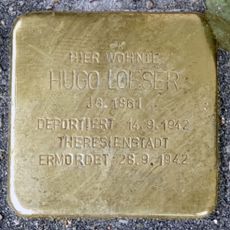 HIER WOHNTE
HUGO LOESER
JG. 1861
DEPORTIERT 14.9.1942
THERESIENSTADT
ERMORDET 28.9.1942